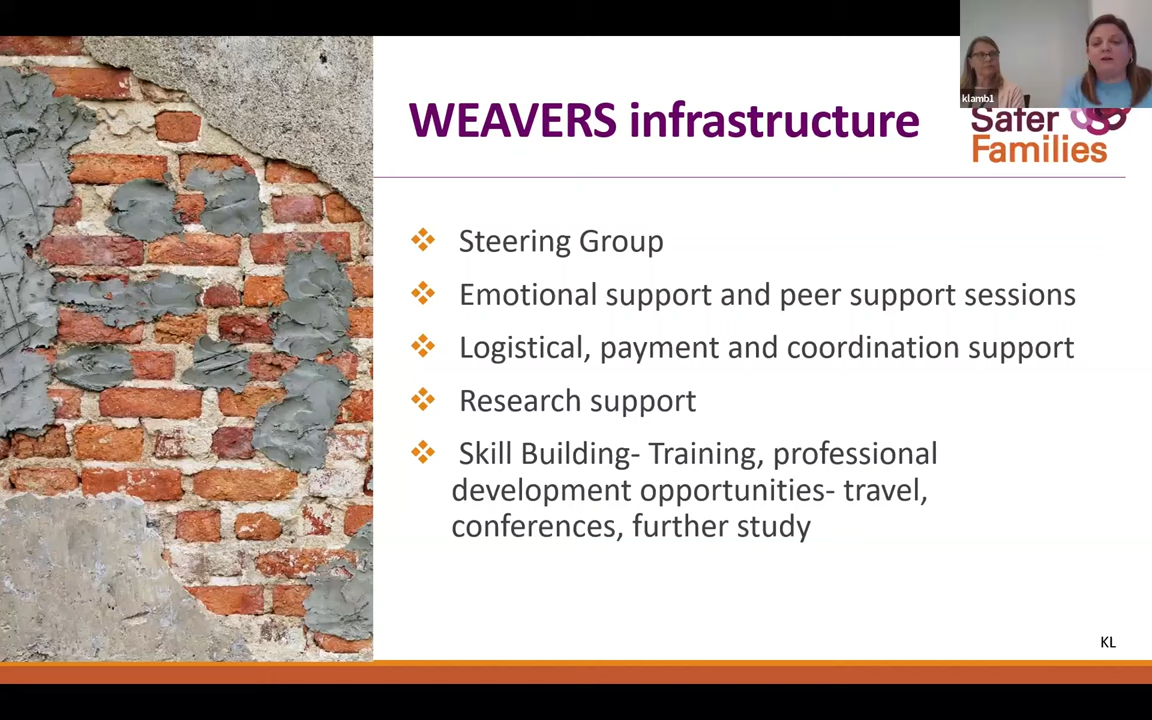 klamb1
WEAVERS infrastructure
Safer
Families
Steering Group
Emotional support and peer support sessions
Logistical, payment and coordination support
Research support
Skill Building- Training, professional
development opportunities- travel,
conferences, further study
KL